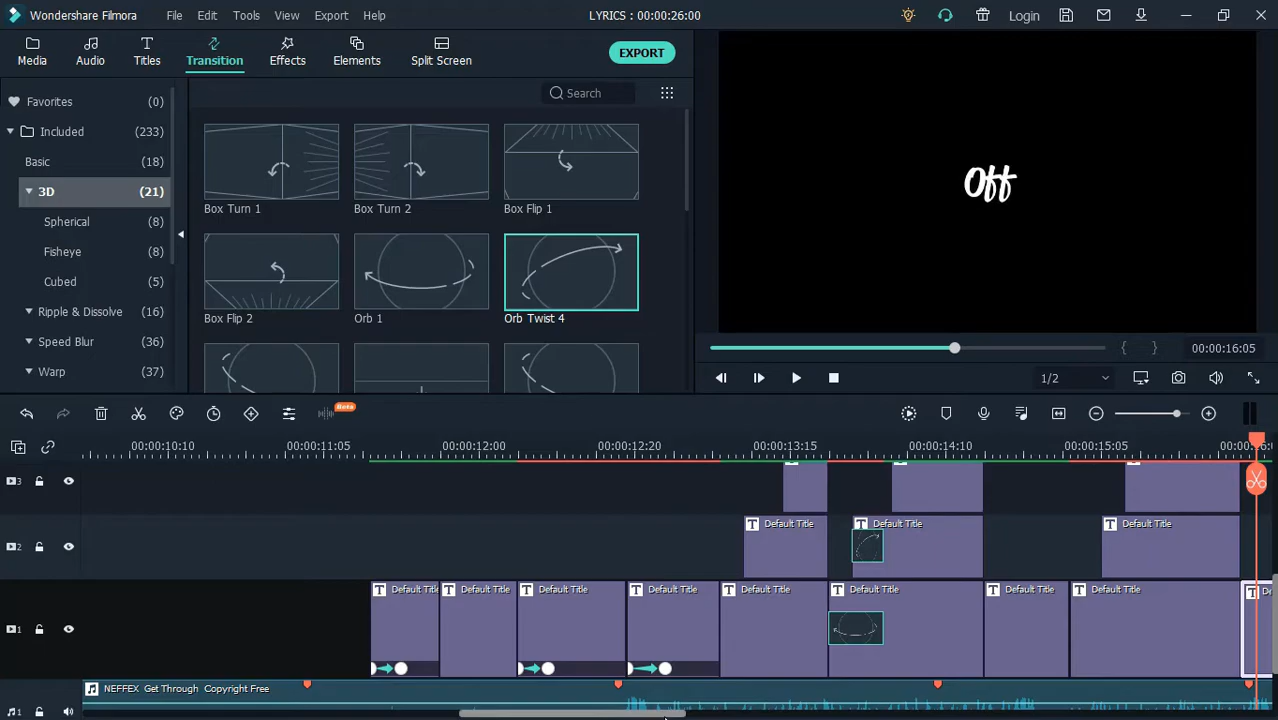 Wondershare Filmora File Edit Tools View Export Help LYRICS : 00:00:26:00 Login
Media Audio Titles Transition Effects Elements Split Screen EXPORT
Favorites (0)
Search
Included (233)
Basic (18)
3D (21)
Spherical (8)
Fisheye (8)
Cubed (5)
Ripple & Dissolve (16)
Speed Blur (36)
Warp (37)
Box Turn 1 Box Turn 2 Box Flip 1
Box Flip 2 Orb 1 Orb Twist 4
Off
{ } 00:00:16:05
1/2
Beta
00:00:10:10 00:00:11:05 00:00:12:00 00:00:12:20 00:00:13:15 00:00:14:10 00:00:15:05
3
2 T Default Title T Default Title T Default Title
1 T Default Title T Default Title T Default Title T Default Title T Default Title T Default Title T Default Title T Default Title T
NEFFEX Get Through Copyright Free
1